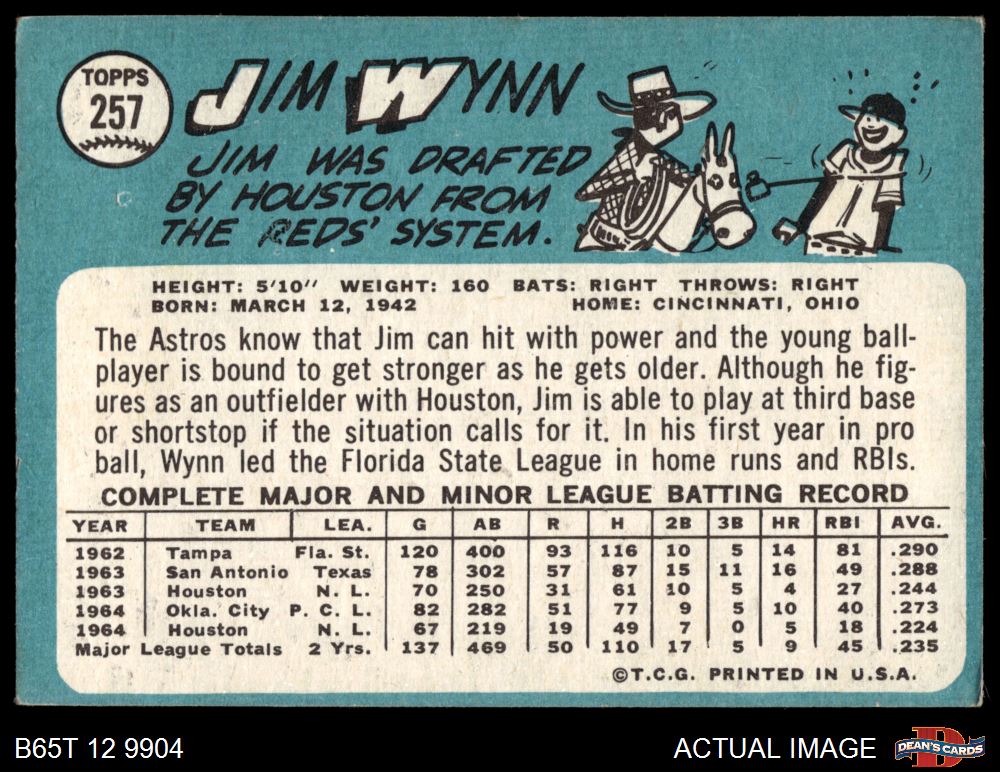 TOPPS
257
JIM WYNN
JIM WAS DRAFTED
BY HOUSTON FROM
THE REDS' SYSTEM.
HEIGHT: 5'10" WEIGHT: 160 BATS: RIGHT THROWS: RIGHT
BORN: MARCH 12, 1942 HOME: CINCINNATI, OHIO
The Astros know that Jim can hit with power and the young ball-
player is bound to get stronger as he gets older. Although he fig-
ures as an outfielder with Houston, Jim is able to play at third base
or shortstop if the situation calls for it. In his first year in pro
ball, Wynn led the Florida State League in home runs and RBIs.
COMPLETE MAJOR AND MINOR LEAGUE BATTING RECORD
YEAR TEAM LEA. G AB R H 2B 3B HR RBI AVG.
1962 Tampa Fla. St. 120 400 93 116 10 5 14 81 .290
1963 San Antonio Texas 78 302 57 87 15 11 16 49 .288
1963 Houston N. L. 70 250 31 61 10 5 4 27 .244
1964 Okla. City P. C. L. 82 282 51 77 9 5 10 40 .273
1964 Houston N. L. 67 219 19 49 7 0 5 18 .224
Major League Totals 2 Yrs. 137 469 50 110 17 5 9 45 .235
©T.C.G. PRINTED IN U.S.A.
B65T 12 9904
ACTUAL IMAGE
DEAN'S CARDS